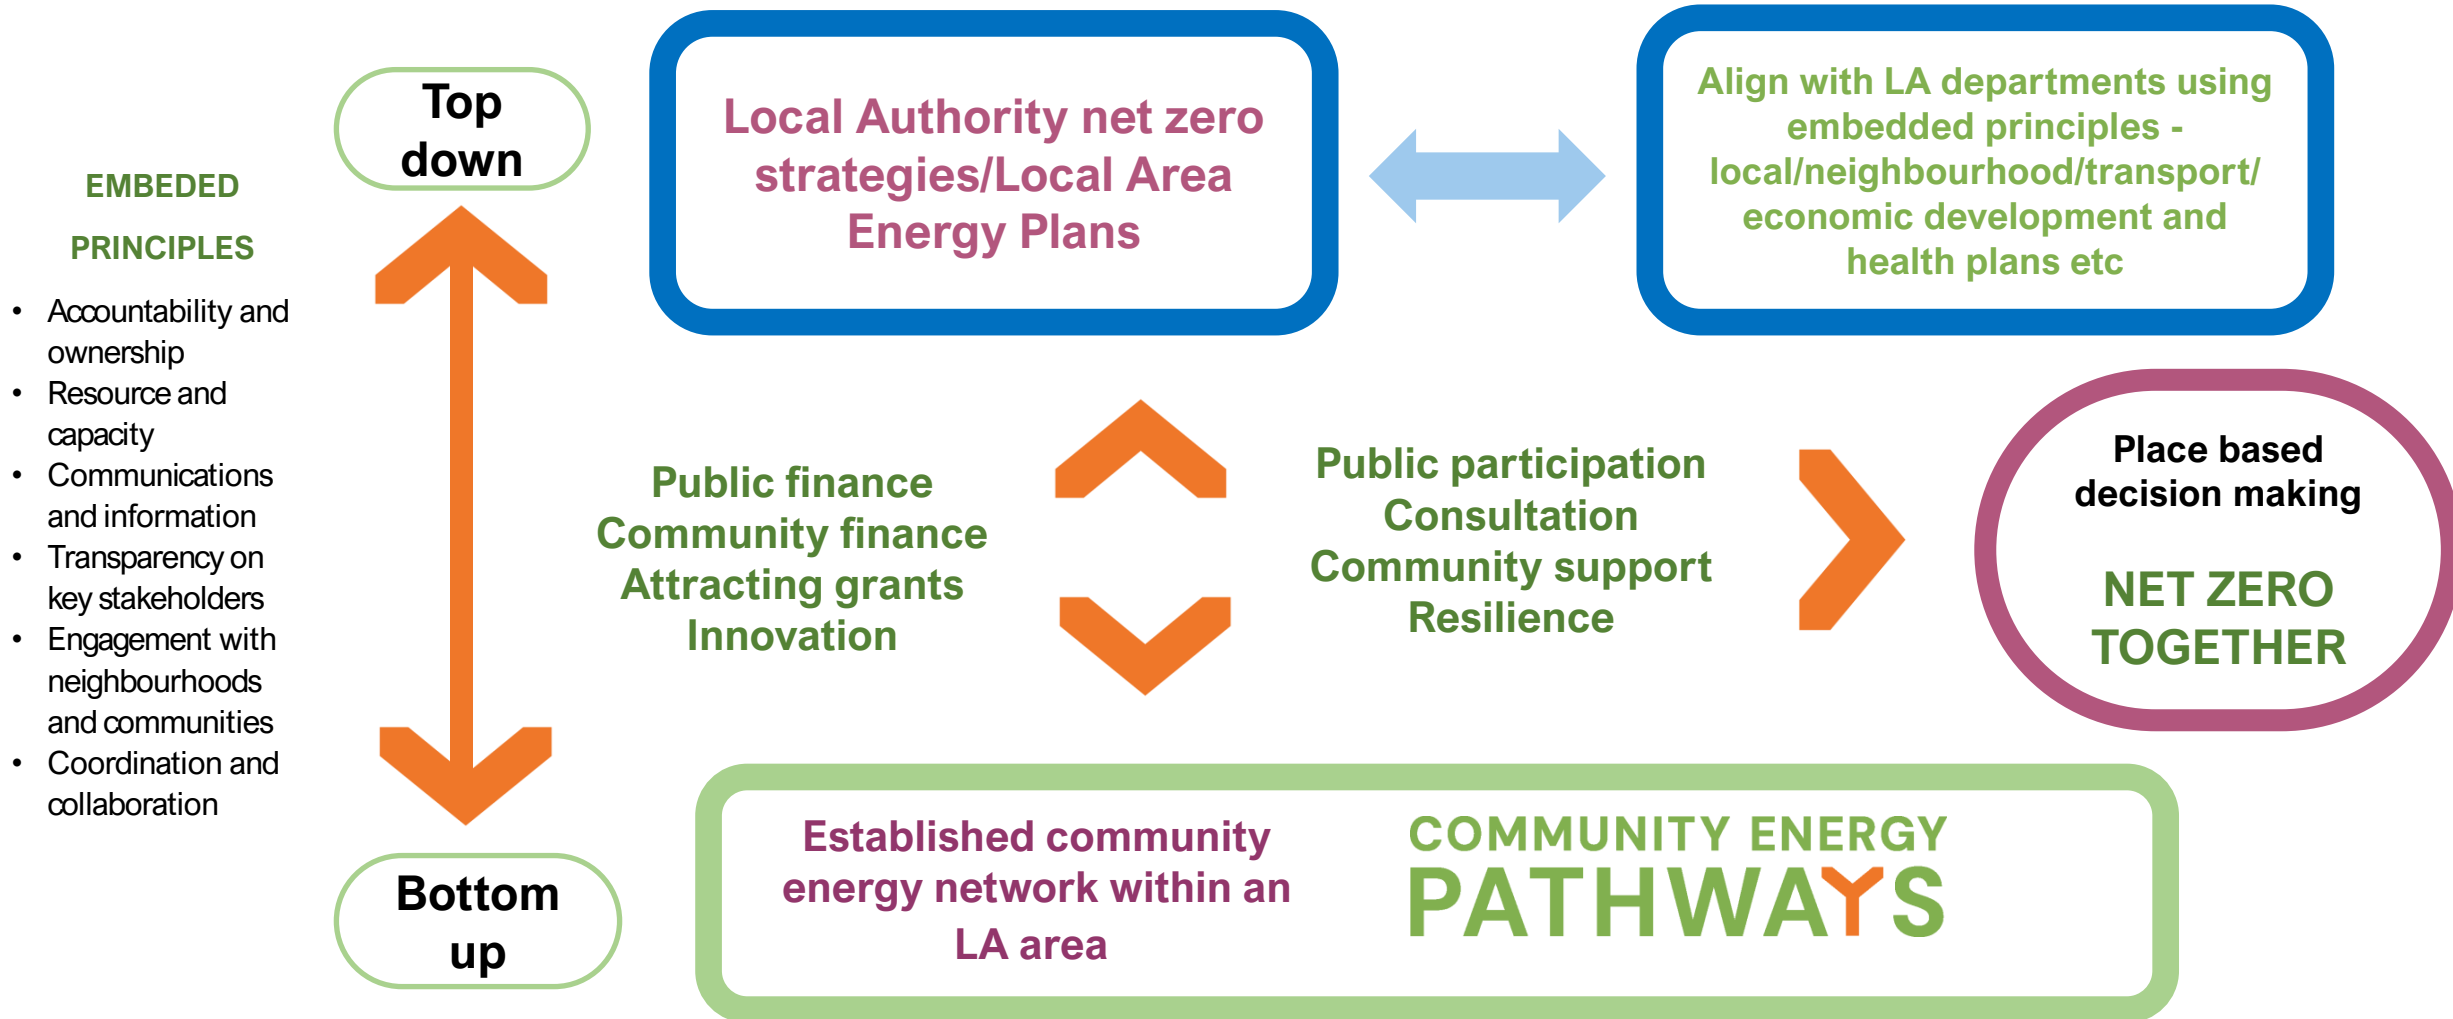 EMBEDED
PRINCIPLES
• Accountability and
ownership
• Resource and
capacity
• Communications
and information
• Transparency on
key stakeholders
• Engagement with
neighbourhoods
and communities
• Coordination and
collaboration
Top
down
Bottom
up
Local Authority net zero
strategies/Local Area
Energy Plans
Align with LA departments using
embedded principles -
local/neighbourhood/transport/
economic development and
health plans etc
Public finance
Community finance
Attracting grants
Innovation
Public participation
Consultation
Community support
Resilience
Place based
decision making
NET ZERO
TOGETHER
Established community
energy network within an
LA area
COMMUNITY ENERGY
PATHWAYS